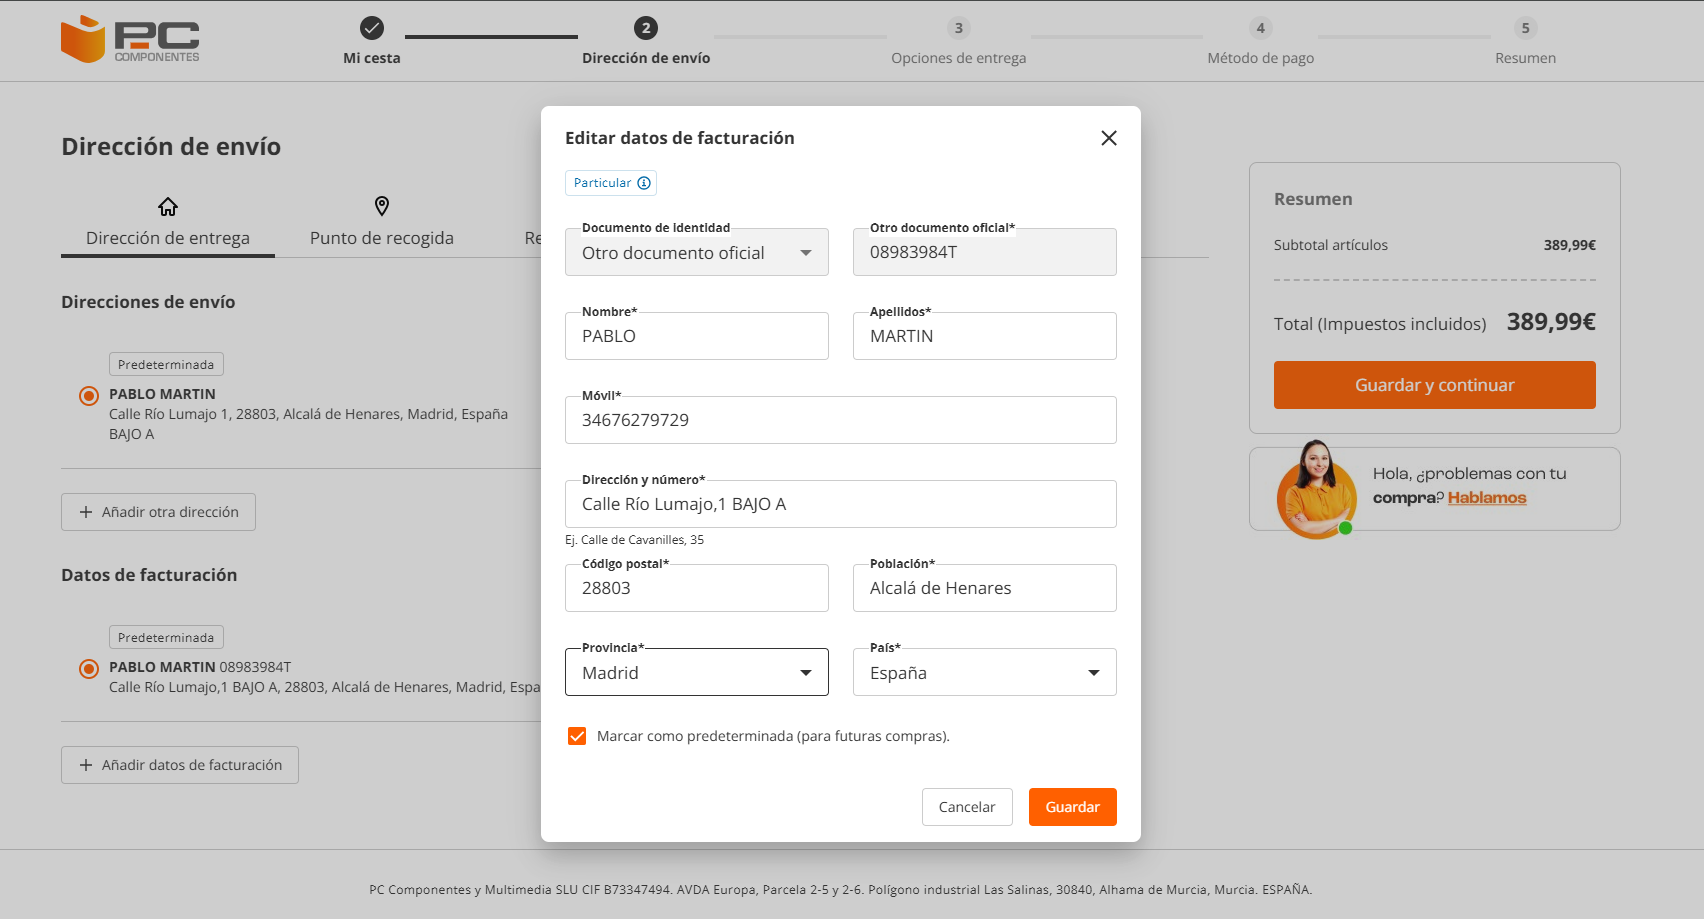 PC
COMPONENTES
Mi cesta
2
Dirección de envío
3
Opciones de entrega
4
Método de pago
5
Resumen
Dirección de envío
Dirección de entrega
Punto de recogida
Re
Direcciones de envío
Predeterminada
PABLO MARTIN
Calle Río Lumajo 1, 28803, Alcalá de Henares, Madrid, España
BAJO A
Añadir otra dirección
Datos de facturación
Predeterminada
PABLO MARTIN 08983984T
Calle Río Lumajo,1 BAJO A, 28803, Alcalá de Henares, Madrid, Espa
Añadir datos de facturación
Editar datos de facturación
Particular
Documento de identidad
Otro documento oficial
Otro documento oficial*
08983984T
Nombre*
PABLO
Apellidos*
MARTIN
Móvil*
34676279729
Dirección y número*
Calle Río Lumajo,1 BAJO A
Ej. Calle de Cavanilles, 35
Código postal*
28803
Población*
Alcalá de Henares
Provincia*
Madrid
País*
España
Marcar como predeterminada (para futuras compras).
Cancelar
Guardar
Resumen
Subtotal artículos 389,99€
Total (Impuestos incluidos) 389,99€
Guardar y continuar
Hola, ¿problemas con tu
compra? Hablamos
PC Componentes y Multimedia SLU CIF B73347494. AVDA Europa, Parcela 2-5 y 2-6. Polígono industrial Las Salinas, 30840, Alhama de Murcia, Murcia. ESPAÑA.